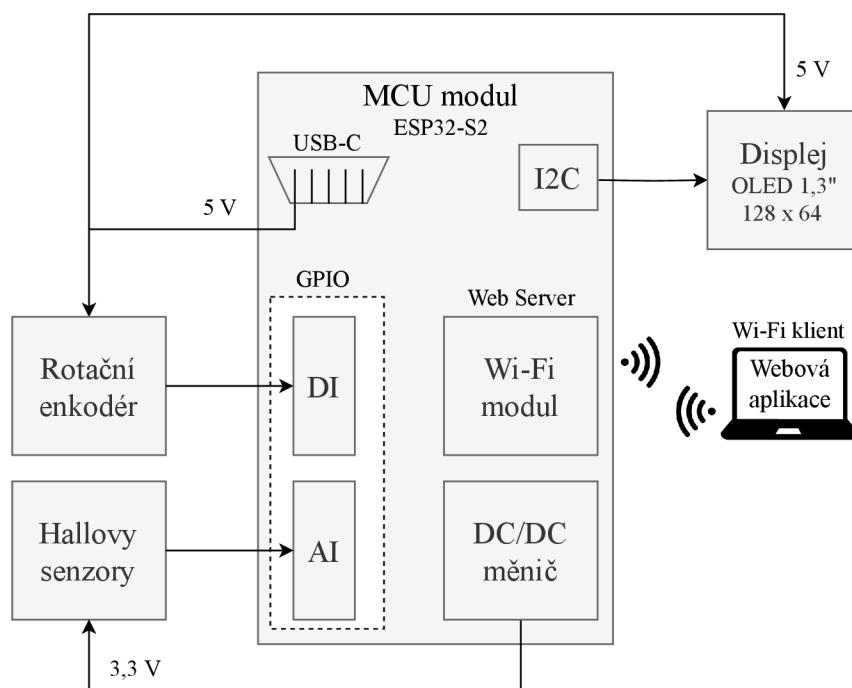 5 V
MCU modul
ESP32-S2
USB-C
I2C
Displej
OLED 1,3"
128 x 64
5 V
GPIO
Web Server
Rotační
enkodér
DI
Wi-Fi
modul
Wi-Fi klient
Webová
aplikace
Hallovy
senzory
AI
DC/DC
měnič
3,3 V